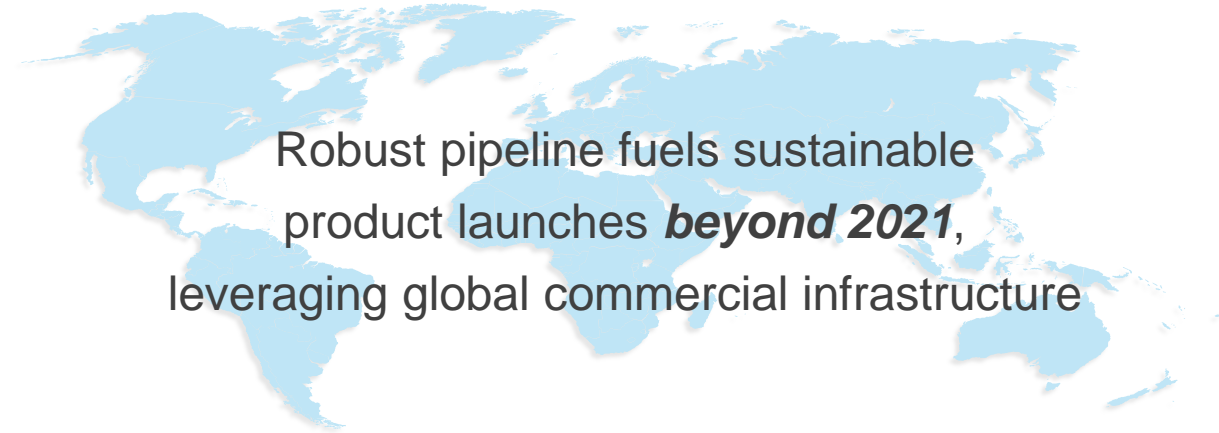 Robust pipeline fuels sustainable
product launches beyond 2021,
leveraging global commercial infrastructure